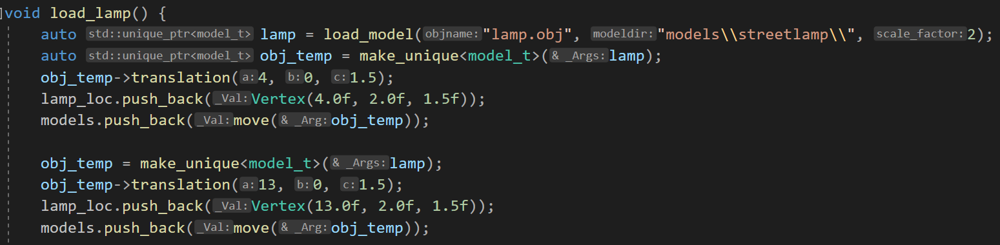 void load_lamp() {
auto std::unique_ptr<model_t> lamp = load_model(objname:"lamp.obj", modeldir:"models\\streetlamp\\", scale_factor:2);
auto std::unique_ptr<model_t> obj_temp = make_unique<model_t>(& _Args:lamp);
obj_temp->translation(a:4, b:0, c:1.5);
lamp_loc.push_back(_Val:Vertex(4.0f, 2.0f, 1.5f));
models.push_back(_Val:move(& _Arg:obj_temp));
obj_temp = make_unique<model_t>(& _Args:lamp);
obj_temp->translation(a:13, b:0, c:1.5);
lamp_loc.push_back(_Val:Vertex(13.0f, 2.0f, 1.5f));
models.push_back(_Val:move(& _Arg:obj_temp));